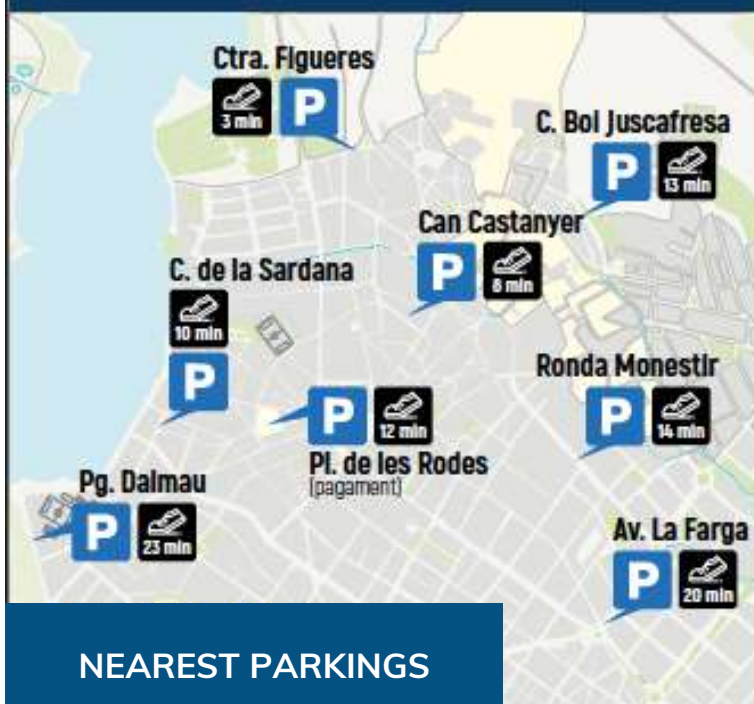 Ctra. Figueres
3 min
P
C. Boi Juscafresa
P
13 min
Can Castanyer
P
8 min
C. de la Sardana
10 min
P
Ronda Monestir
P
14 min
P
12 min
Pl. de les Rodes
(pagament)
Pg. Dalmau
P
23 min
Av. La Farga
P
20 min
NEAREST PARKINGS